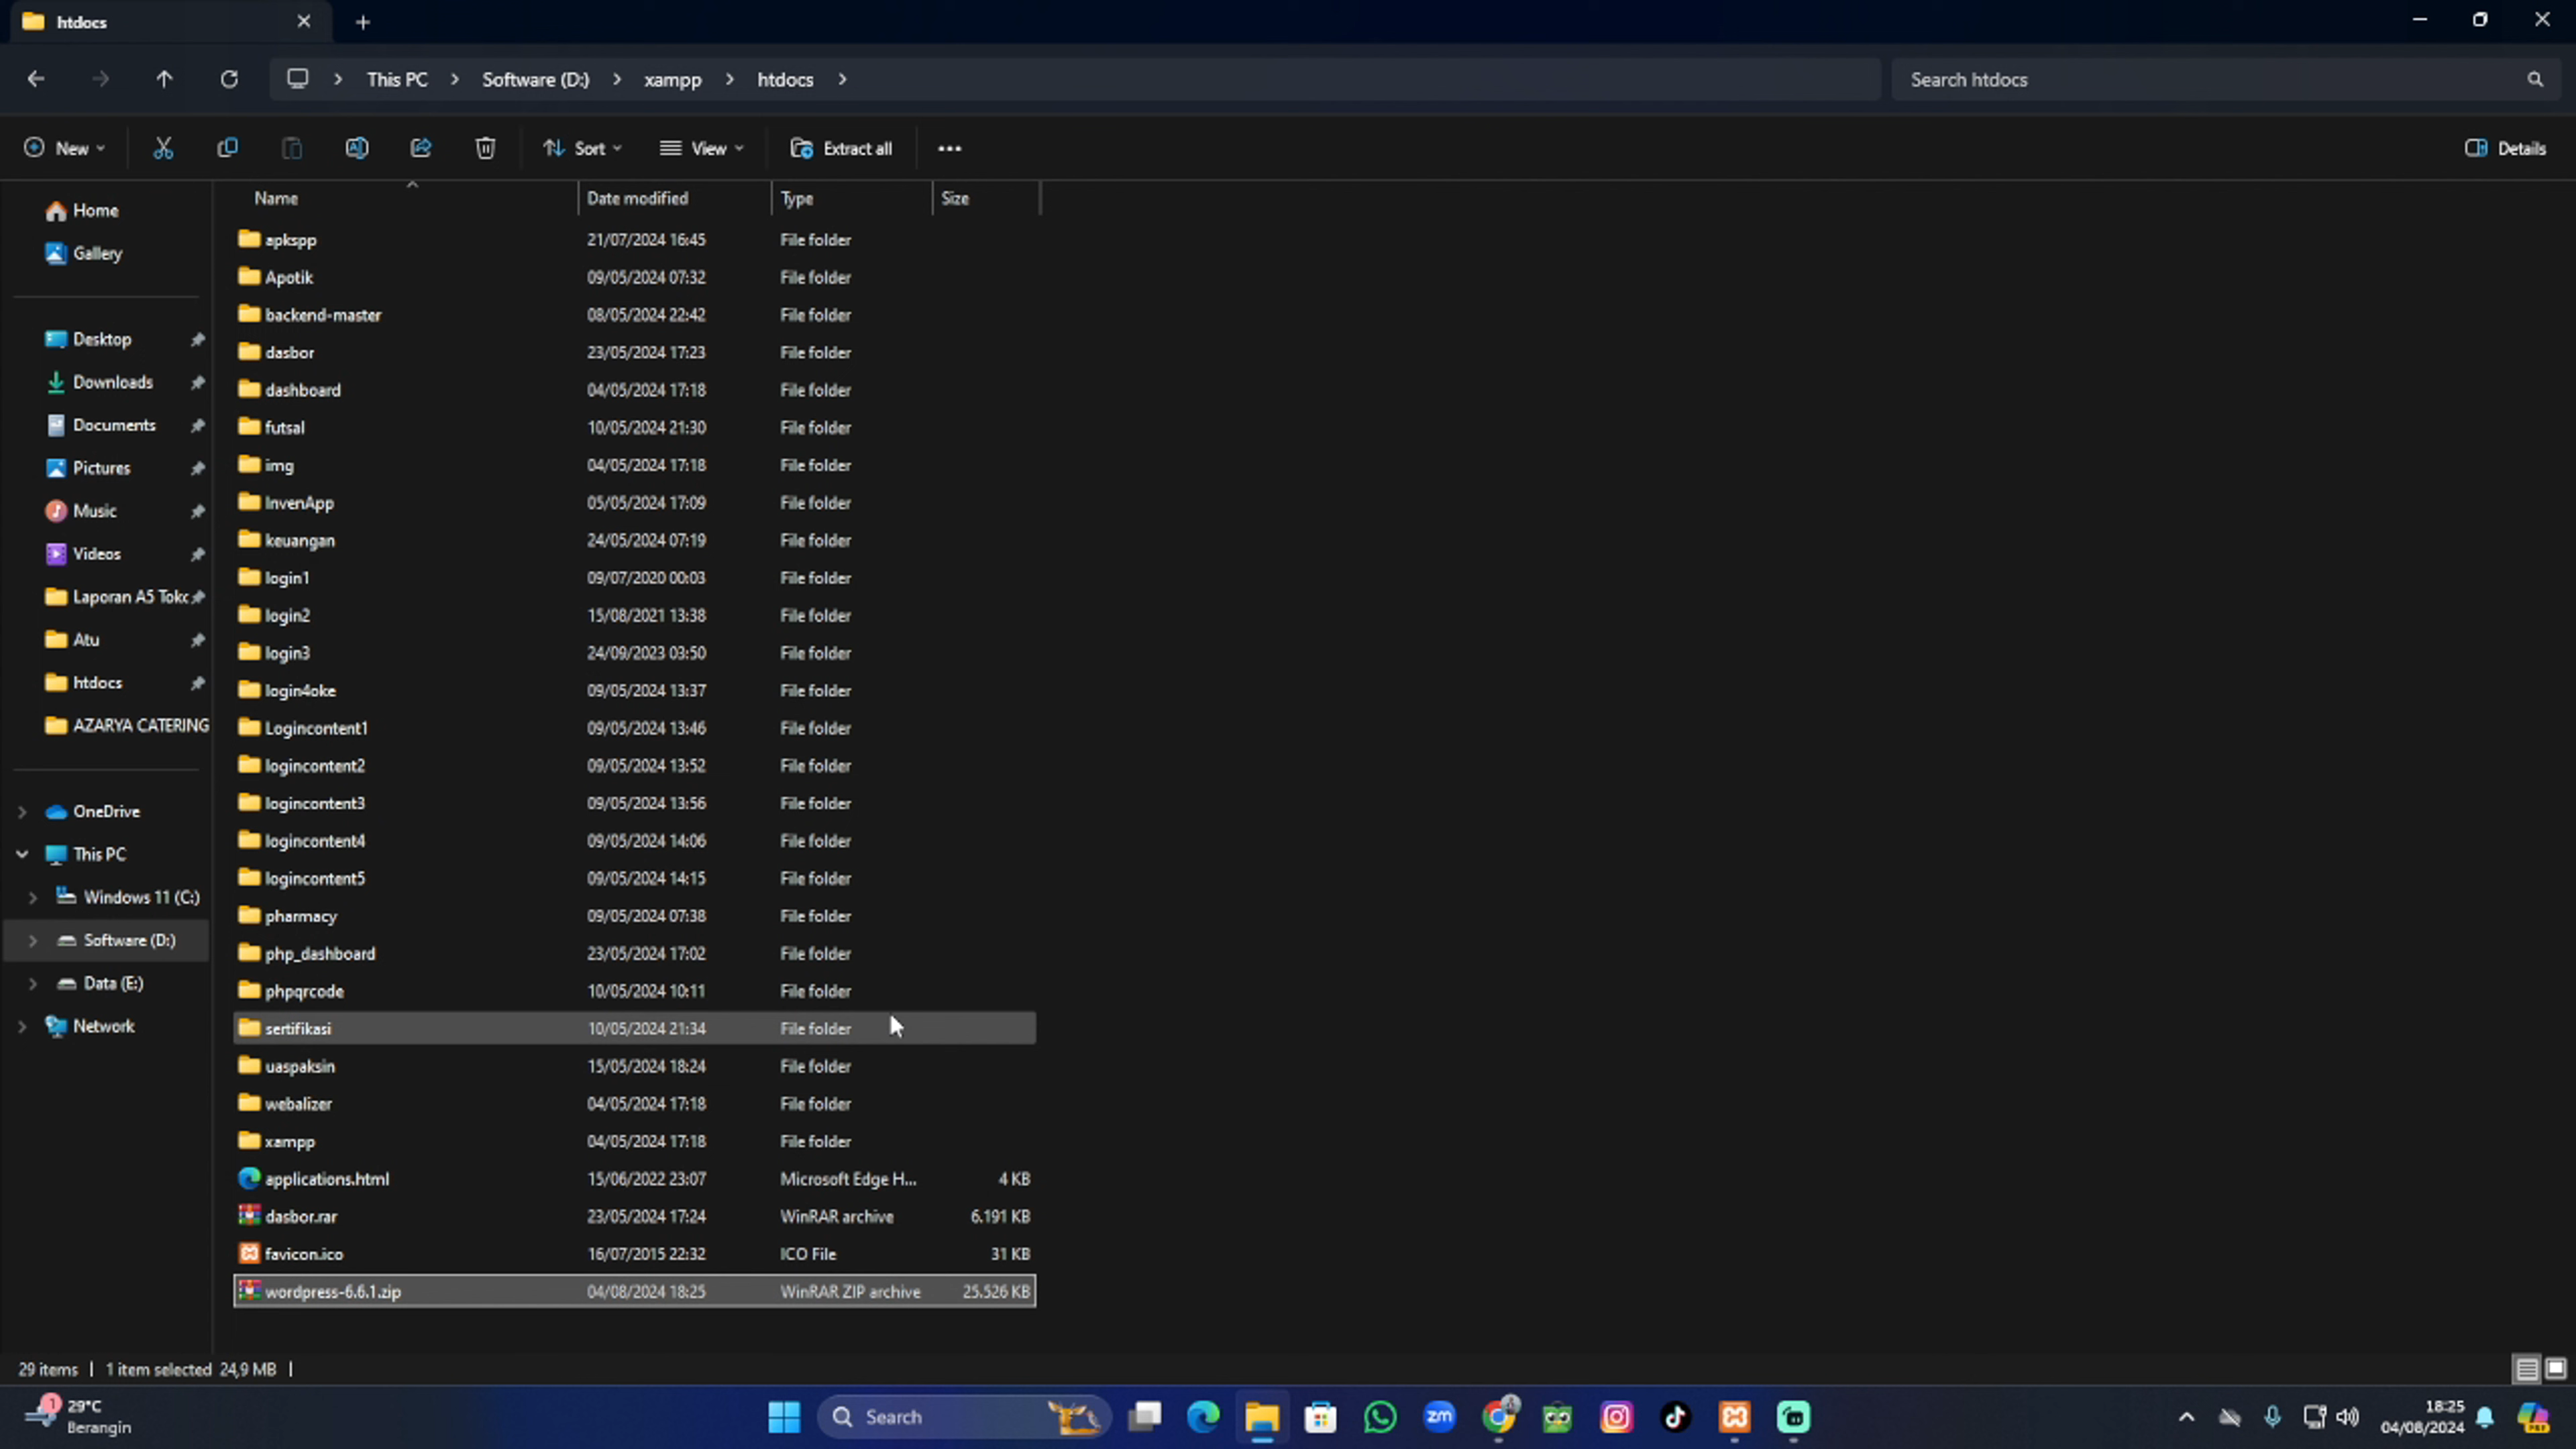 htdocs
This PC > Software (D:) > xampp > htdocs >
Search htdocs
New
Sort
View
Extract all
Details
Home
Gallery
Desktop
Downloads
Documents
Pictures
Music
Videos
Laporan A5 Tokc
Atu
htdocs
AZARYA CATERING
OneDrive
This PC
Windows 11 (C:)
Software (D:)
Data (E:)
Network
Name Date modified Type Size
apkspp 21/07/2024 16:45 File folder
Apotik 09/05/2024 07:32 File folder
backend-master 08/05/2024 22:42 File folder
dasbor 23/05/2024 17:23 File folder
dashboard 04/05/2024 17:18 File folder
futsal 10/05/2024 21:30 File folder
img 04/05/2024 17:18 File folder
InvenApp 05/05/2024 17:09 File folder
keuangan 24/05/2024 07:19 File folder
login1 09/07/2020 00:03 File folder
login2 15/08/2021 13:38 File folder
login3 24/09/2023 03:50 File folder
login4oke 09/05/2024 13:37 File folder
Logincontent1 09/05/2024 13:46 File folder
logincontent2 09/05/2024 13:52 File folder
logincontent3 09/05/2024 13:56 File folder
logincontent4 09/05/2024 14:06 File folder
logincontent5 09/05/2024 14:15 File folder
pharmacy 09/05/2024 07:38 File folder
php_dashboard 23/05/2024 17:02 File folder
phpqrcode 10/05/2024 10:11 File folder
sertifikasi 10/05/2024 21:34 File folder
uaspaksin 15/05/2024 18:24 File folder
webalizer 04/05/2024 17:18 File folder
xampp 04/05/2024 17:18 File folder
applications.html 15/06/2022 23:07 Microsoft Edge H... 4 KB
dasbor.rar 23/05/2024 17:24 WinRAR archive 6.191 KB
favicon.ico 16/07/2015 22:32 ICO File 31 KB
wordpress-6.6.1.zip 04/08/2024 18:25 WinRAR ZIP archive 25.526 KB
29 items | 1 item selected 24,9 MB |
1
29°C
Berangin
Search
zm
18:25
04/08/2024